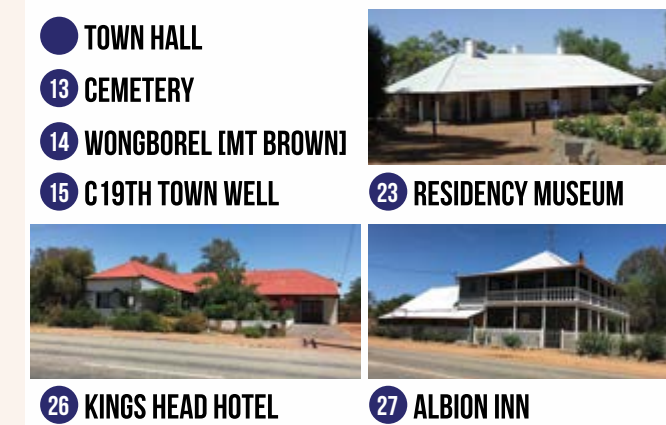 TOWN HALL
13 CEMETERY
14 WONGBOREL [MT BROWN]
15 C19TH TOWN WELL
23 RESIDENCY MUSEUM
26 KINGS HEAD HOTEL
27 ALBION INN